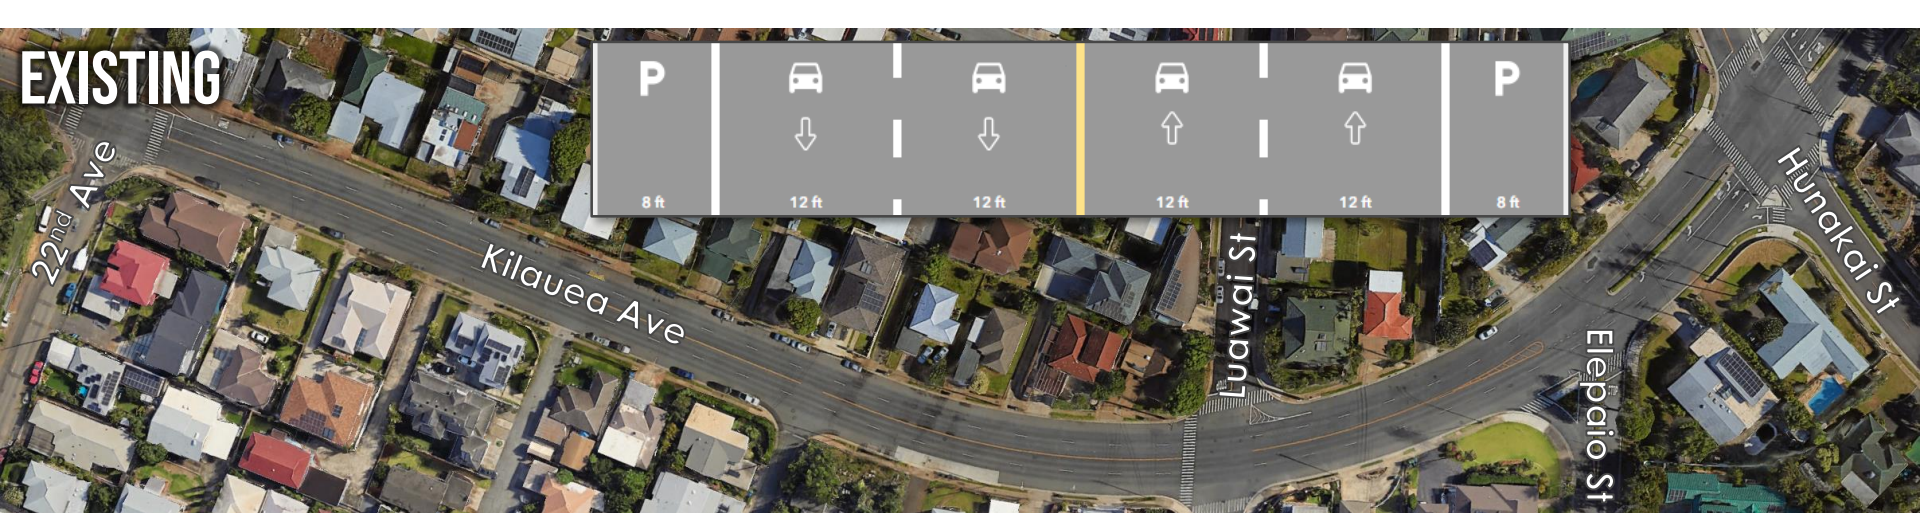 EXISTING
P
P
8 ft
12 ft
12 ft
12 ft
12 ft
8 ft
22nd Ave
Kilauea Ave
Luawai St
Elepaio St
Hunakai St